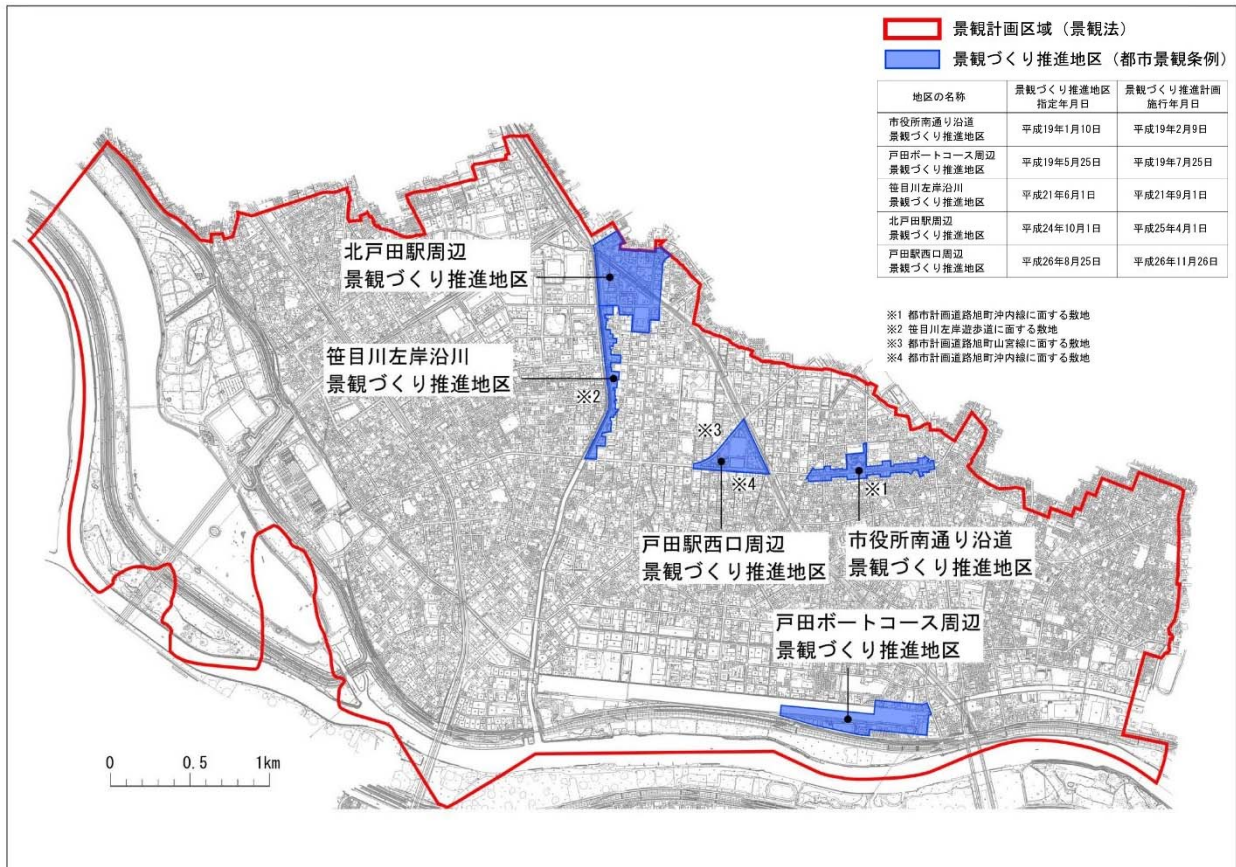 景観計画区域（景観法）
景観づくり推進地区（都市景観条例）
地区の名称
景観づくり推進地区
指定年月日
景観づくり推進計画
施行年月日
市役所南通り沿道
景観づくり推進地区
平成19年1月10日
平成19年2月9日
戸田ボートコース周辺
景観づくり推進地区
平成19年5月25日
平成19年7月25日
笹目川左岸沿川
景観づくり推進地区
平成21年6月1日
平成21年9月1日
北戸田駅周辺
景観づくり推進地区
平成24年10月1日
平成25年4月1日
戸田駅西口周辺
景観づくり推進地区
平成26年8月25日
平成26年11月26日
※1 都市計画道路旭町沖内線に面する敷地
※2 笹目川左岸遊歩道に面する敷地
※3 都市計画道路旭町山宮線に面する敷地
※4 都市計画道路旭町沖内線に面する敷地
北戸田駅周辺
景観づくり推進地区
笹目川左岸沿川
景観づくり推進地区
※2
※3
※4
※1
戸田駅西口周辺
景観づくり推進地区
市役所南通り沿道
景観づくり推進地区
戸田ボートコース周辺
景観づくり推進地区
0 0.5 1km